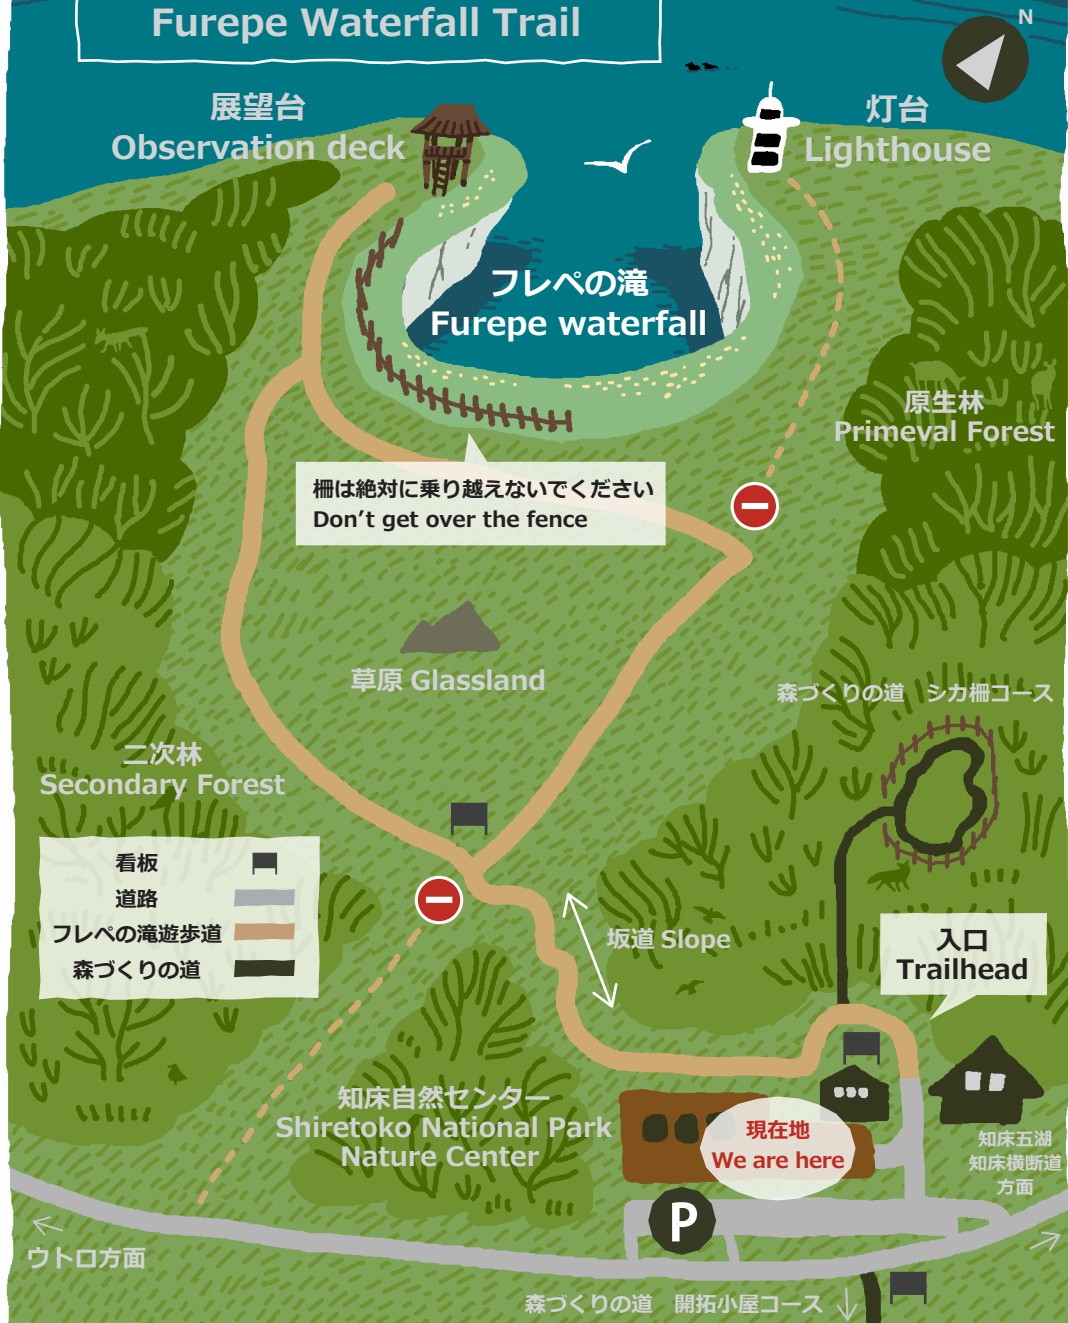 Furepe Waterfall Trail
N
展望台
Observation deck
灯台
Lighthouse
フレペの滝
Furepe waterfall
原生林
Primeval Forest
柵は絶対に乗り越えないでください
Don't get over the fence
草原 Glassland
森づくりの道 シカ柵コース
二次林
Secondary Forest
看板
道路
フレペの滝遊歩道
森づくりの道
坂道 Slope
入口
Trailhead
知床自然センター
Shiretoko National Park
Nature Center
現在地
We are here
知床五湖
知床横断道
方面
P
ウトロ方面
森づくりの道 開拓小屋コース